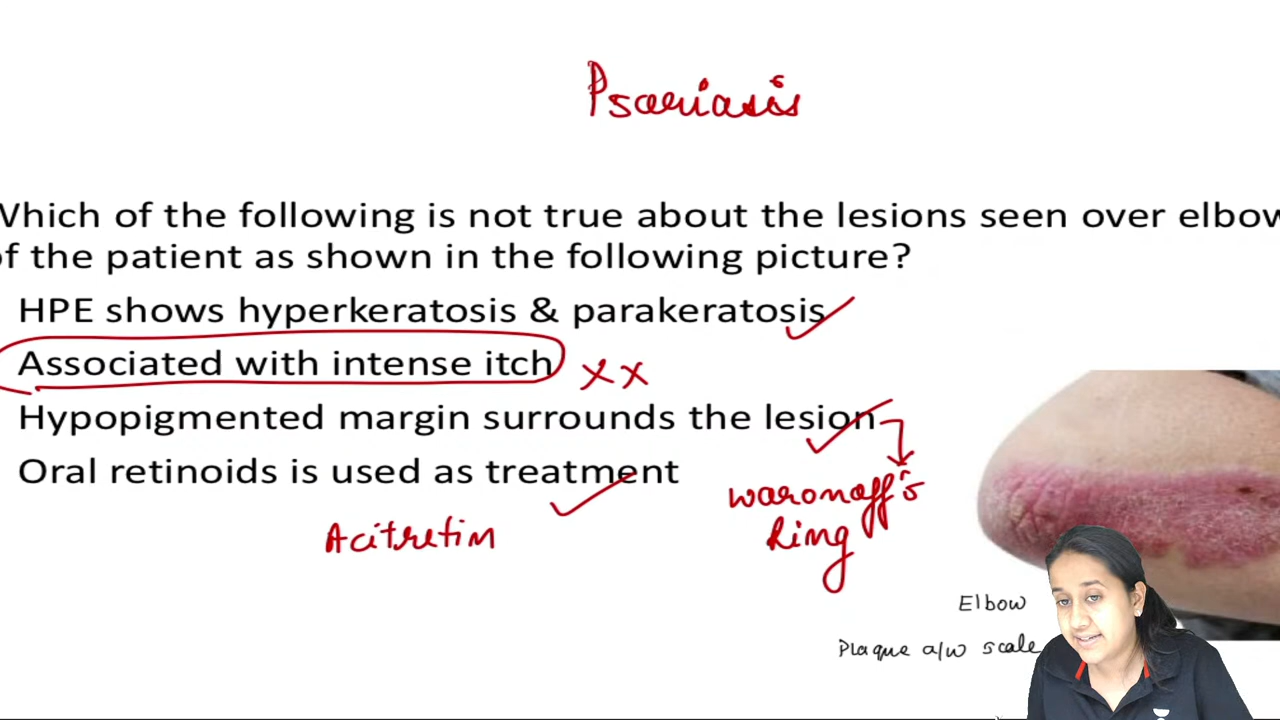 Psoriasis
Which of the following is not true about the lesions seen over elbow
of the patient as shown in the following picture?
HPE shows hyperkeratosis & parakeratosis
Associated with intense itch
Hypopigmented margin surrounds the lesion
Oral retinoids is used as treatment
Acitretin
waronoff's
Ring
Elbow
Plaque a/w scale